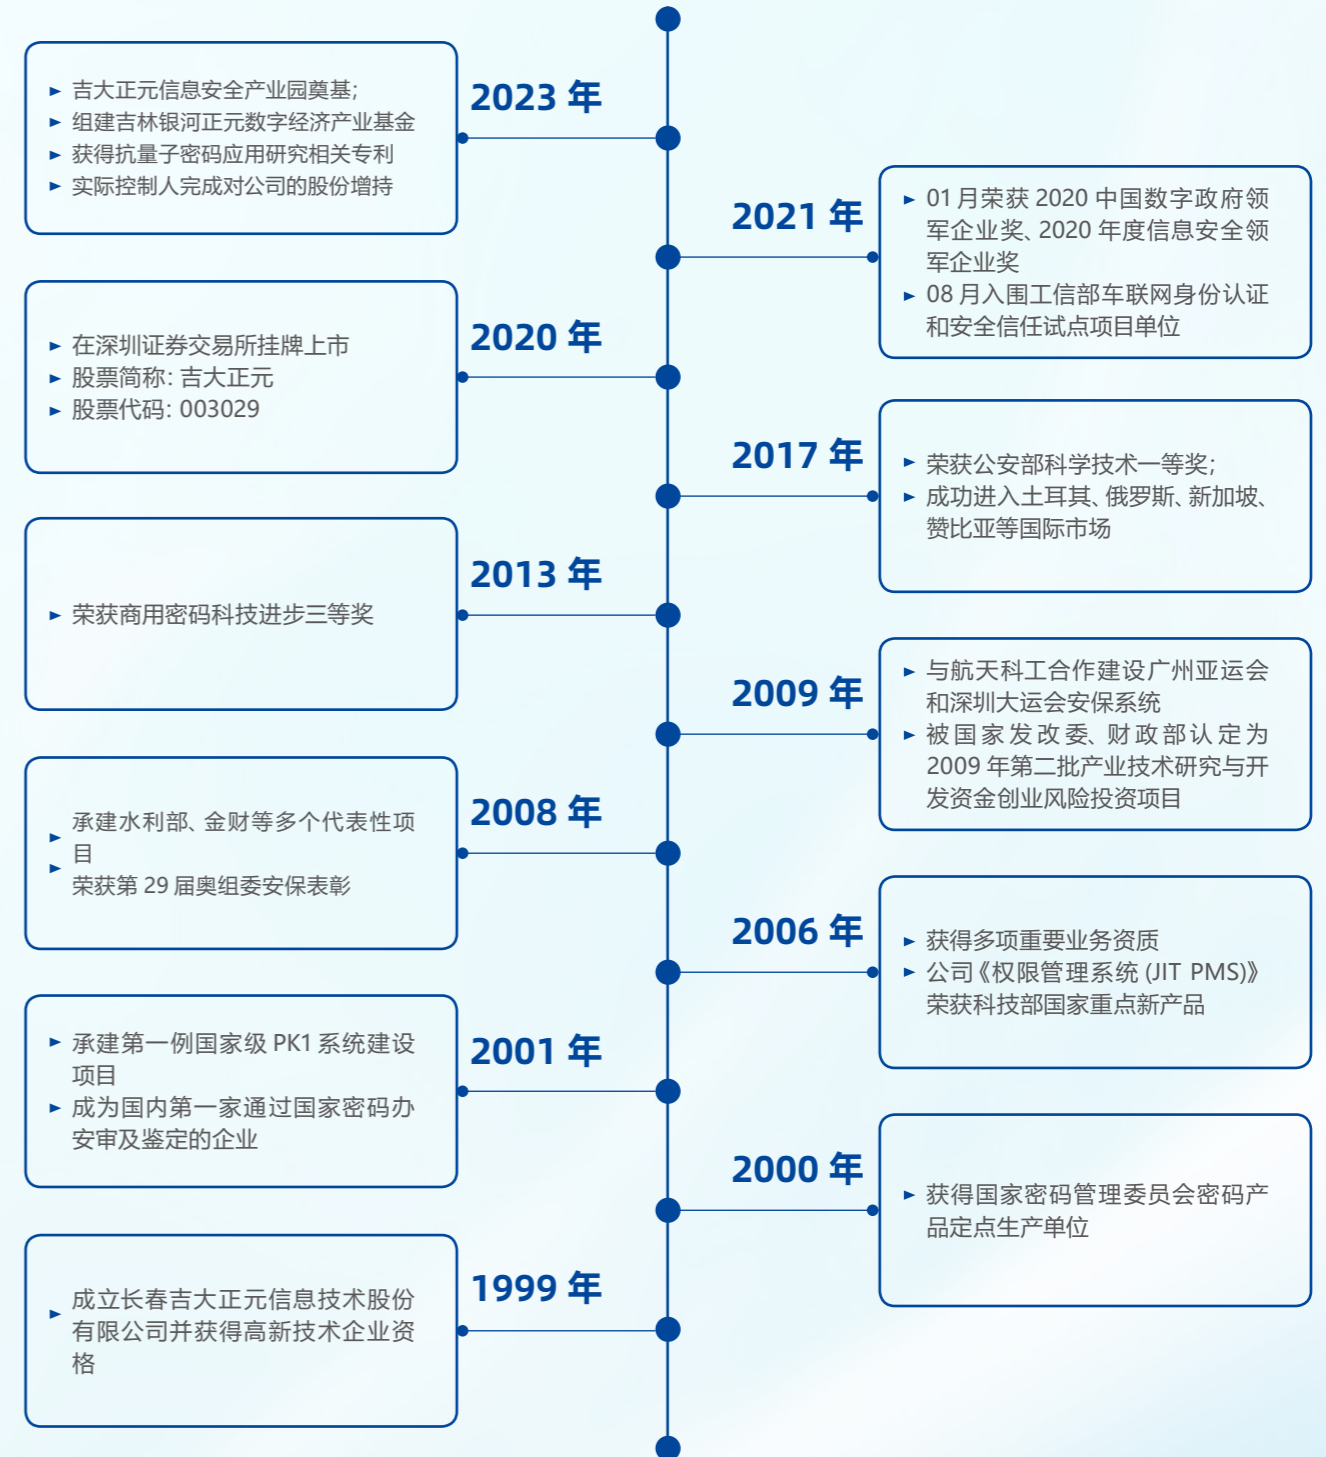 2023 年
吉大正元信息安全产业园奠基;
组建吉林银河正元数字经济产业基金
获得抗量子密码应用研究相关专利
实际控制人完成对公司的股份增持
2021 年
01 月荣获 2020 中国数字政府领
军企业奖、2020 年度信息安全领
军企业奖
08 月入围工信部车联网身份认证
和安全信任试点项目单位
2020 年
在深圳证券交易所挂牌上市
股票简称: 吉大正元
股票代码: 003029
2017 年
荣获公安部科学技术一等奖;
成功进入土耳其、俄罗斯、新加坡、
赞比亚等国际市场
2013 年
荣获商用密码科技进步三等奖
2009 年
与航天科工合作建设广州亚运会
和深圳大运会安保系统
被国家发改委、财政部认定为
2009 年第二批产业技术研究与开
发资金创业风险投资项目
2008 年
承建水利部、金财等多个代表性项
目
荣获第 29 届奥组委安保表彰
2006 年
获得多项重要业务资质
公司《权限管理系统 (JIT PMS)》
荣获科技部国家重点新产品
2001 年
承建第一例国家级 PK1 系统建设
项目
成为国内第一家通过国家密码办
安审及鉴定的企业
2000 年
获得国家密码管理委员会密码产
品定点生产单位
1999 年
成立长春吉大正元信息技术股份
有限公司并获得高新技术企业资
格